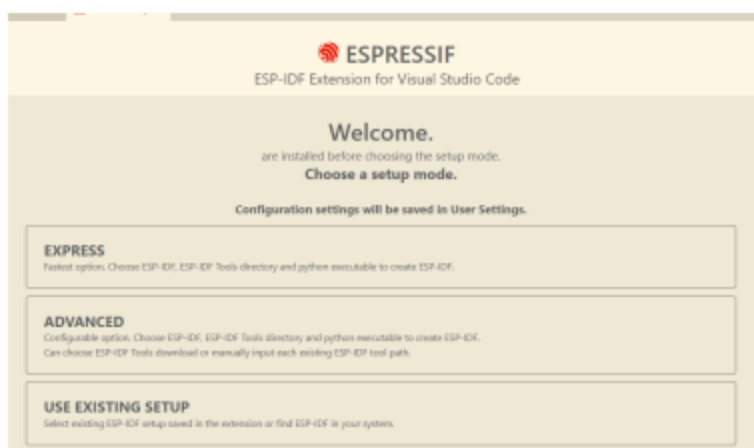 ESPRESSIF
ESP-IDF Extension for Visual Studio Code
Welcome.
are installed before choosing the setup mode.
Choose a setup mode.
Configuration settings will be saved in User Settings.
EXPRESS
Fastest option. Choose ESP-IDF, ESP-IDF Tools directory and python executable to create ESP-IDF.
ADVANCED
Configurable option. Choose ESP-IDF, ESP-IDF Tools directory and python executable to create ESP-IDF.
Can choose ESP-IDF Tools download or manually input each existing ESP-IDF tool path.
USE EXISTING SETUP
Select existing ESP-IDF setup saved in the extension or find ESP-IDF in your system.